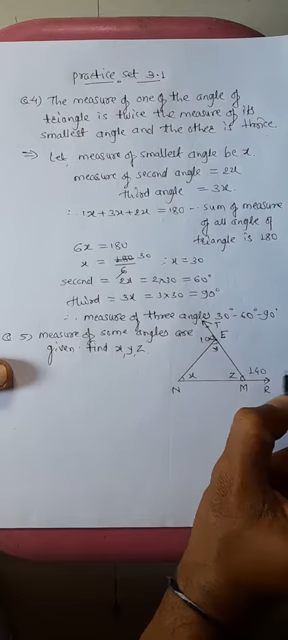 practice set 3.1
Q.4) The measure of one of the angle of
triangle is twice the measure of its
smallest angle and the other is thrice
⇒ Let, measure of smallest angle be x.
measure of second angle = 2x
third angle = 3x.
∴ 1x + 3x + 2x = 180 -- sum of measure
of all angle of
triangle is 180
6x = 180
x = 180/6 30 ∴ x = 30
second = 2x = 2×30 = 60°
third = 3x = 3×30 = 90°
∴ measure of three angles 30°-60°-90°
Q 5) measure of some angles are
given. find x, y, z
T
E
y
x
z
140
N
M
R